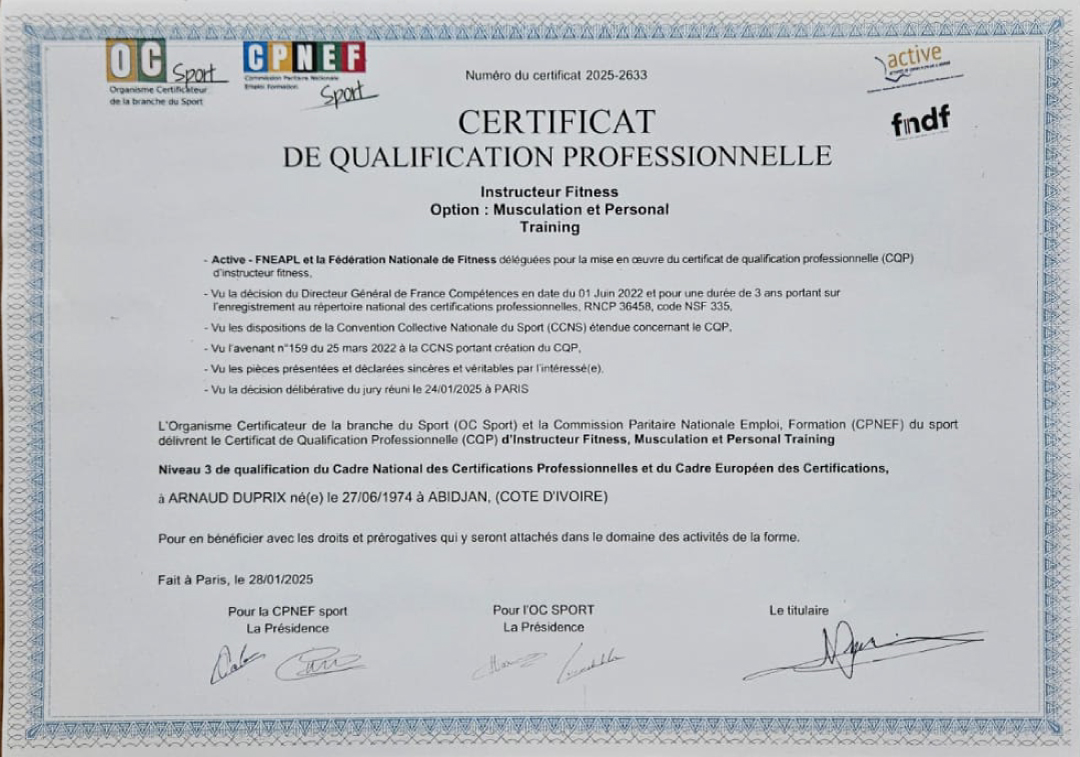 OC Sport
Organisme Certificateur
de la branche du Sport
CPNEF
Commission Paritaire Nationale
Emploi Formation
Sport
Numéro du certificat 2025-2633
active
fndf
CERTIFICAT
DE QUALIFICATION PROFESSIONNELLE
Instructeur Fitness
Option : Musculation et Personal
Training
- Active - FNEAPL et la Fédération Nationale de Fitness déléguées pour la mise en œuvre du certificat de qualification professionnelle (CQP)
d'instructeur fitness,
- Vu la décision du Directeur Général de France Compétences en date du 01 Juin 2022 et pour une durée de 3 ans portant sur
l'enregistrement au répertoire national des certifications professionnelles, RNCP 36458, code NSF 335,
- Vu les dispositions de la Convention Collective Nationale du Sport (CCNS) étendue concernant le CQP,
- Vu l'avenant n°159 du 25 mars 2022 à la CCNS portant création du CQP,
- Vu les pièces présentées et déclarées sincères et véritables par l'intéressé(e),
- Vu la décision délibérative du jury réuni le 24/01/2025 à PARIS
L'Organisme Certificateur de la branche du Sport (OC Sport) et la Commission Paritaire Nationale Emploi, Formation (CPNEF) du sport
délivrent le Certificat de Qualification Professionnelle (CQP) d'Instructeur Fitness, Musculation et Personal Training
Niveau 3 de qualification du Cadre National des Certifications Professionnelles et du Cadre Européen des Certifications,
à ARNAUD DUPRIX né(e) le 27/06/1974 à ABIDJAN, (COTE D'IVOIRE)
Pour en bénéficier avec les droits et prérogatives qui y seront attachés dans le domaine des activités de la forme.
Fait à Paris, le 28/01/2025
Pour la CPNEF sport
La Présidence
Pour l'OC SPORT
La Présidence
Le titulaire